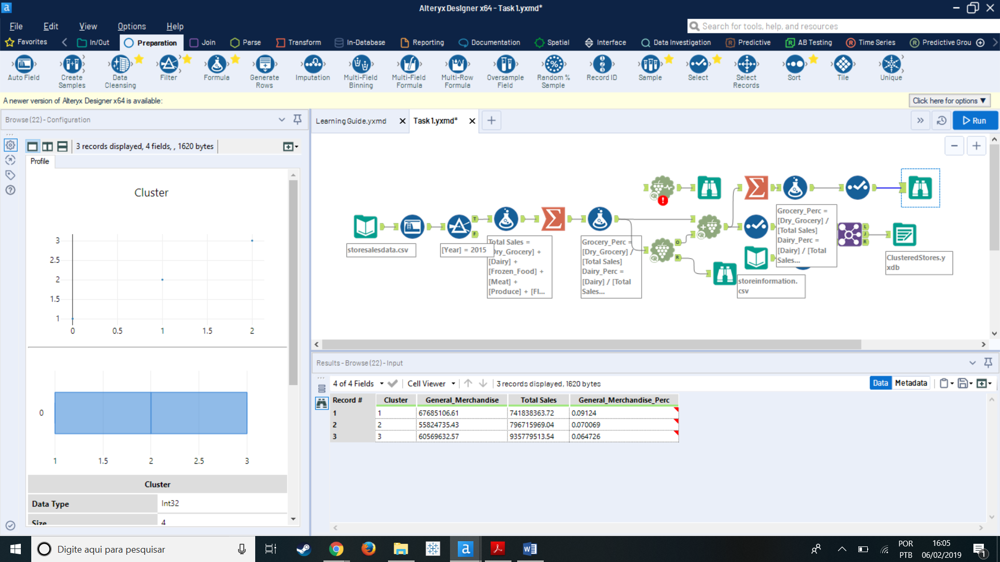 Alteryx Designer x64 - Task 1.yxmd*
File Edit View Options Help
Search for tools, help, and resources
Favorites In/Out Preparation Join Parse Transform In-Database Reporting Documentation Spatial Interface Data Investigation Predictive AB Testing Time Series Predictive Grou
Auto Field
Create Samples
Data Cleansing
Filter
Formula
Generate Rows
Imputation
Multi-Field Binning
Multi-Field Formula
Multi-Row Formula
Oversample Field
Random % Sample
Record ID
Sample
Select
Select Records
Sort
Tile
Unique
A newer version of Alteryx Designer x64 is available:
Click here for options ▼
Browse (22) - Configuration
3 records displayed, 4 fields, , 1620 bytes
Profile
Cluster
3
2.5
2
1.5
1
0 0.5 1 1.5 2
0
1 1.5 2 2.5 3
Cluster
Data Type Int32
Size 4
Learning Guide.yxmd
Task 1.yxmd*
Run
storesalesdata.csv
[Year] = 2015
T
F
Total Sales =
[Dry_Grocery] +
[Dairy] +
[Frozen_Food] +
[Meat] +
[Produce] + [Fl...
Grocery_Perc =
[Dry_Grocery] /
[Total Sales]
Dairy_Perc =
[Dairy] / [Total
Sales...
O
R
Grocery_Perc =
[Dry_Grocery] /
[Total Sales]
Dairy_Perc =
[Dairy] / [Total
Sales...
storeinformation.
csv
L
J
R
ClusteredStores.y
xdb
Results - Browse (22) - Input
4 of 4 Fields Cell Viewer 3 records displayed, 1620 bytes Data Metadata
Record # Cluster General_Merchandise Total Sales General_Merchandise_Perc
1 1 67685106.61 741838363.72 0.09124
2 2 55824735.43 796715969.04 0.070069
3 3 60569632.57 935779513.54 0.064726
Digite aqui para pesquisar
POR
PTB
16:05
06/02/2019
1